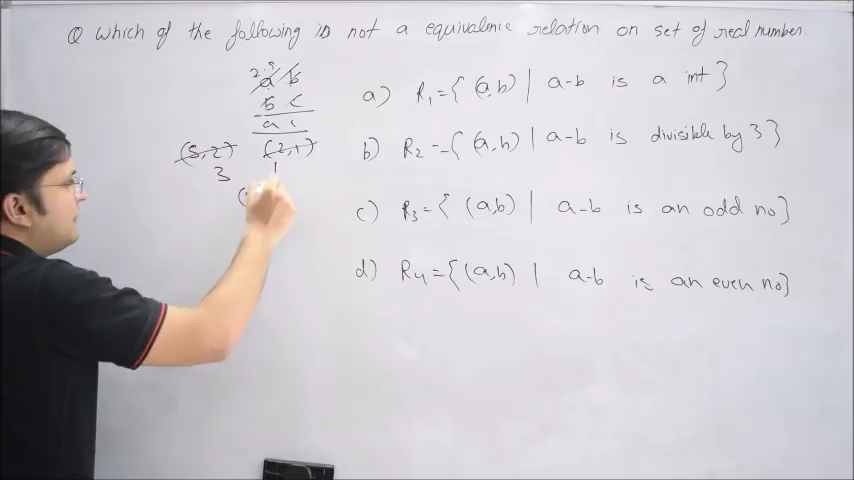 Q which of the following is not a equivalence relation on set of real number.
a) R1={ (a,b) | a-b is a int }
b) R2={ (a,b) | a-b is divisible by 3 }
c) R3={ (a,b) | a-b is an odd no }
d) R4={ (a,b) | a-b is an even no }
a b
b c
a c
(5,2) (2,1)
3 1
(